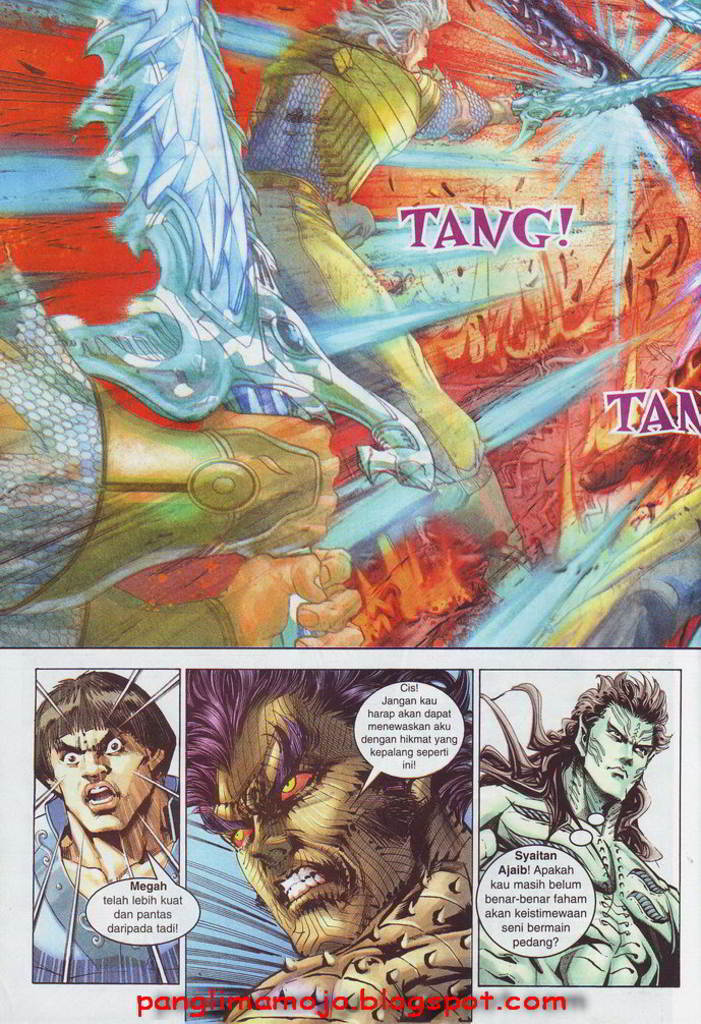 TANG!
TAN
Megah
telah lebih kuat
dan pantas
daripada tadi!
Cis!
Jangan kau
harap akan dapat
menewaskan aku
dengan hikmat yang
kepalang seperti
ini!
Syaitan
Ajaib! Apakah
kau masih belum
benar-benar faham
akan keistimewaan
seni bermain
pedang?
panglimamoja.blogspot.com